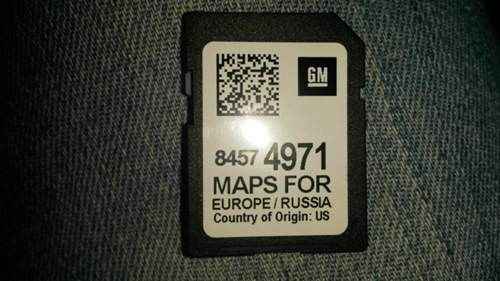 GM
8457 4971
MAPS FOR
EUROPE / RUSSIA
Country of Origin: US